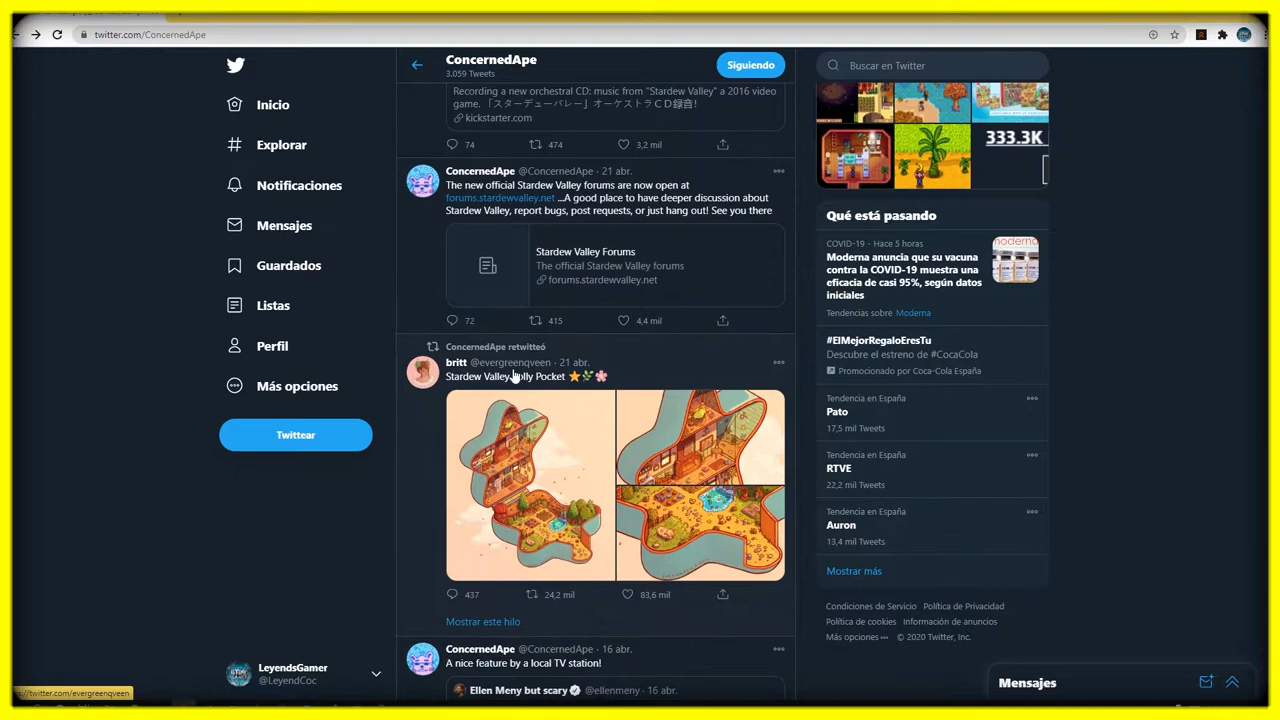 twitter.com/ConcernedApe
Inicio
Explorar
Notificaciones
Mensajes
Guardados
Listas
Perfil
Más opciones
Twittear
LeyendsGamer
@LeyendCoc
twitter.com/evergreenqveen
ConcernedApe
3.059 Tweets
Siguiendo
Recording a new orchestral CD: music from "Stardew Valley" a 2016 video
game. 「スターデューバレー」オーケストラＣＤ録音!
kickstarter.com
74 474 3,2 mil
ConcernedApe @ConcernedApe · 21 abr.
The new official Stardew Valley forums are now open at
forums.stardewvalley.net ...A good place to have deeper discussion about
Stardew Valley, report bugs, post requests, or just hang out! See you there
Stardew Valley Forums
The official Stardew Valley forums
forums.stardewvalley.net
72 415 4,4 mil
ConcernedApe retwitteó
britt @evergreenqveen · 21 abr.
Stardew Valley olly Pocket
437 24,2 mil 83,6 mil
Mostrar este hilo
ConcernedApe @ConcernedApe · 16 abr.
A nice feature by a local TV station!
Ellen Meny but scary @ellenmeny · 16 abr.
Buscar en Twitter
333.3K
Qué está pasando
COVID-19 · Hace 5 horas
Moderna anuncia que su vacuna
contra la COVID-19 muestra una
eficacia de casi 95%, según datos
iniciales
Tendencias sobre Moderna
moderna
#ElMejorRegaloEresTu
Descubre el estreno de #CocaCola
Promocionado por Coca-Cola España
Tendencia en España
Pato
17,5 mil Tweets
Tendencia en España
RTVE
22,2 mil Tweets
Tendencia en España
Auron
13,4 mil Tweets
Mostrar más
Condiciones de Servicio Política de Privacidad
Política de cookies Información de anuncios
Más opciones © 2020 Twitter, Inc.
Mensajes